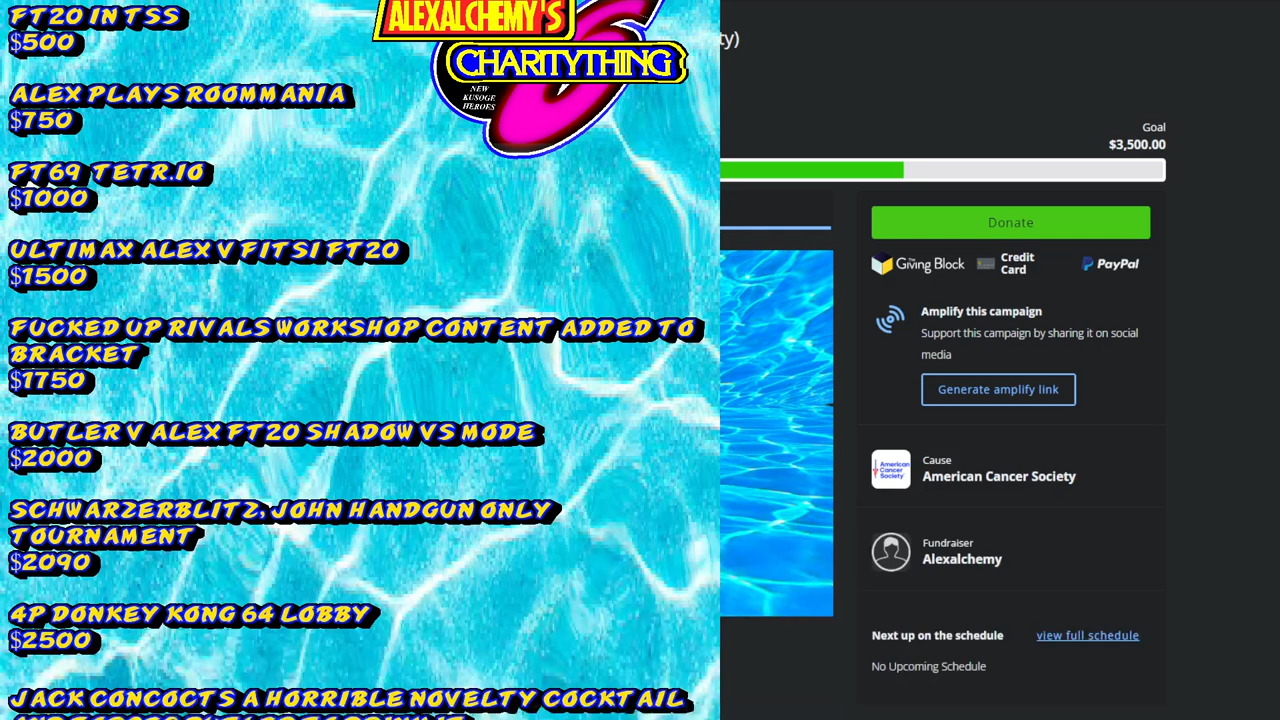 FT20 IN TSS
$500
ALEX PLAYS ROOMMANIA
$750
FT69 TETR.IO
$1000
ULTIMAX ALEX V FITSI FT20
$1500
FUCKED UP RIVALS WORKSHOP CONTENT ADDED TO
BRACKET
$1750
BUTLER V ALEX FT20 SHADOW VS MODE
$2000
SCHWARZERBLITZ, JOHN HANDGUN ONLY
TOURNAMENT
$2090
4P DONKEY KONG 64 LOBBY
$2500
JACK CONCOCTS A HORRIBLE NOVELTY COCKTAIL
ALEXALCHEMY'S
6
CHARITYTHING
NEW
KUSOGE
HEROES
ty)
Goal
$3,500.00
Donate
The Giving Block
Credit
Card
PayPal
Amplify this campaign
Support this campaign by sharing it on social
media
Generate amplify link
American
Cancer
Society
Cause
American Cancer Society
Fundraiser
Alexalchemy
Next up on the schedule
view full schedule
No Upcoming Schedule